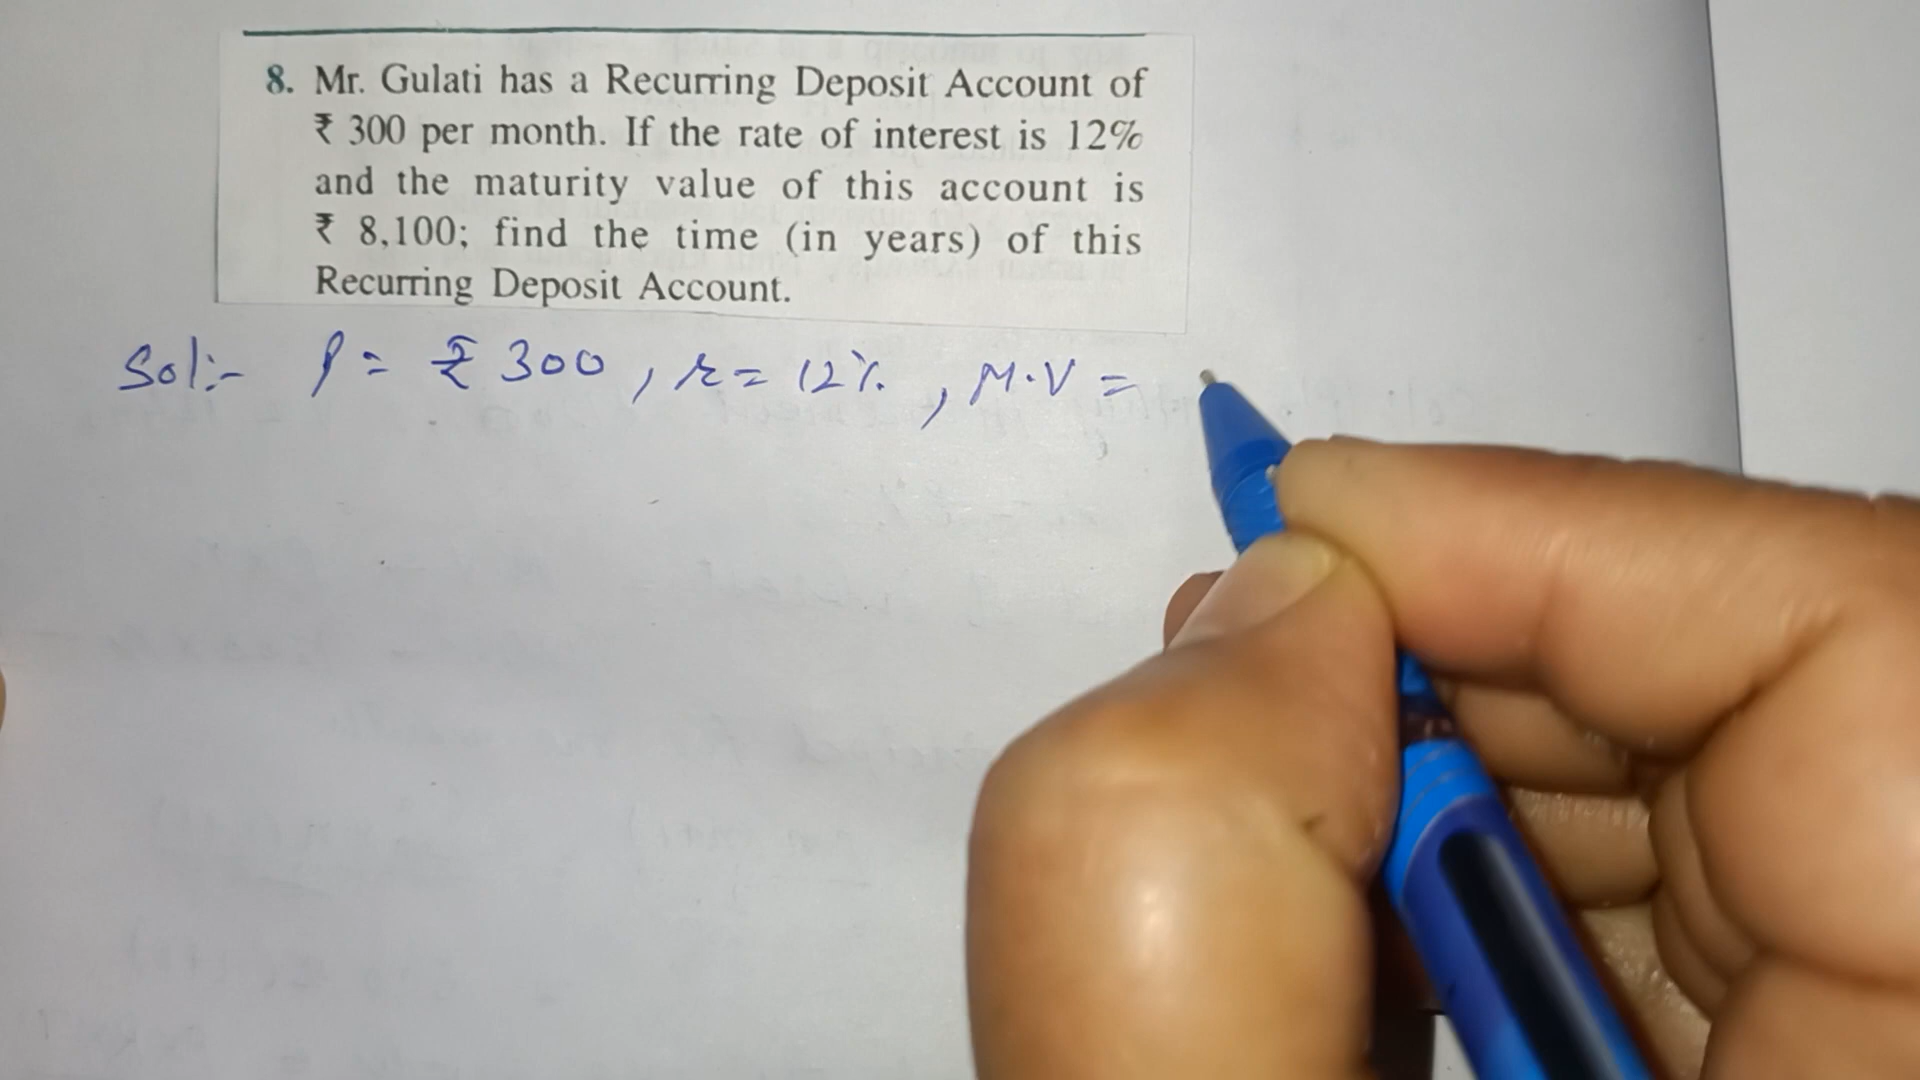 8. Mr. Gulati has a Recurring Deposit Account of
₹ 300 per month. If the rate of interest is 12%
and the maturity value of this account is
₹ 8,100; find the time (in years) of this
Recurring Deposit Account.
Sol:- P = ₹ 300, r = 12%, M.V =